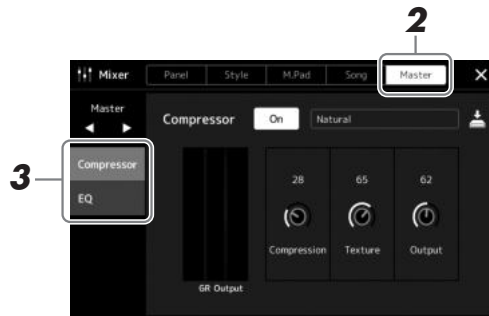 2
Mixer Panel Style M.Pad Song Master ×
Master
Compressor On Natural
3
Compressor
EQ
28 65 62
Compression Texture Output
GR Output